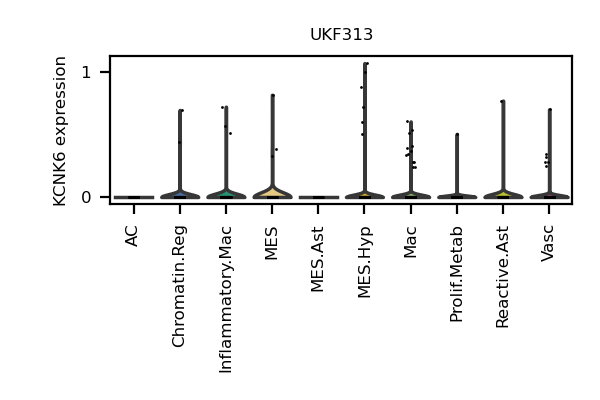 UKF313
KCNK6 expression
1
0
AC
Chromatin.Reg
Inflammatory.Mac
MES
MES.Ast
MES.Hyp
Mac
Prolif.Metab
Reactive.Ast
Vasc